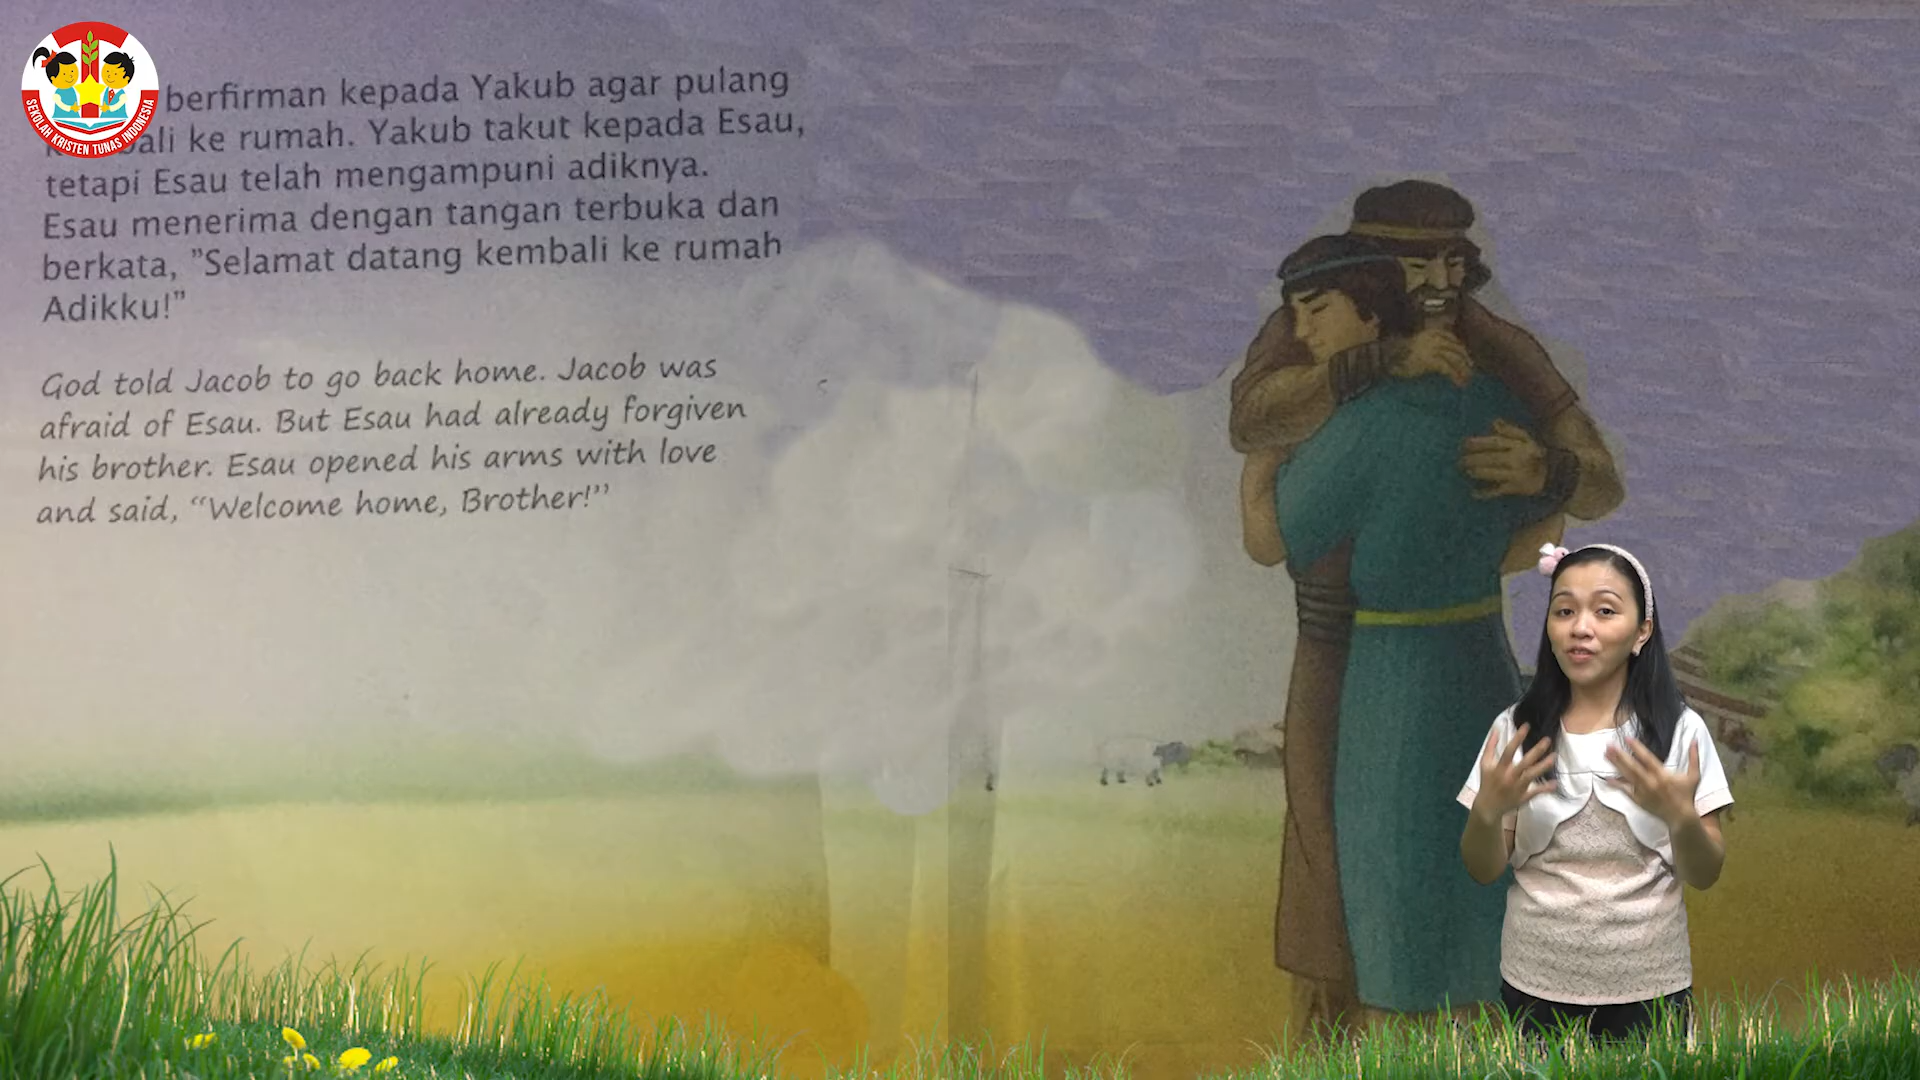 SEKOLAH KRISTEN TUNAS INDONESIA
berfirman kepada Yakub agar pulang
ke rumah. Yakub takut kepada Esau,
tetapi Esau telah mengampuni adiknya.
Esau menerima dengan tangan terbuka dan
berkata, "Selamat datang kembali ke rumah
Adikku!"
God told Jacob to go back home. Jacob was
afraid of Esau. But Esau had already forgiven
his brother. Esau opened his arms with love
and said, “Welcome home, Brother!”